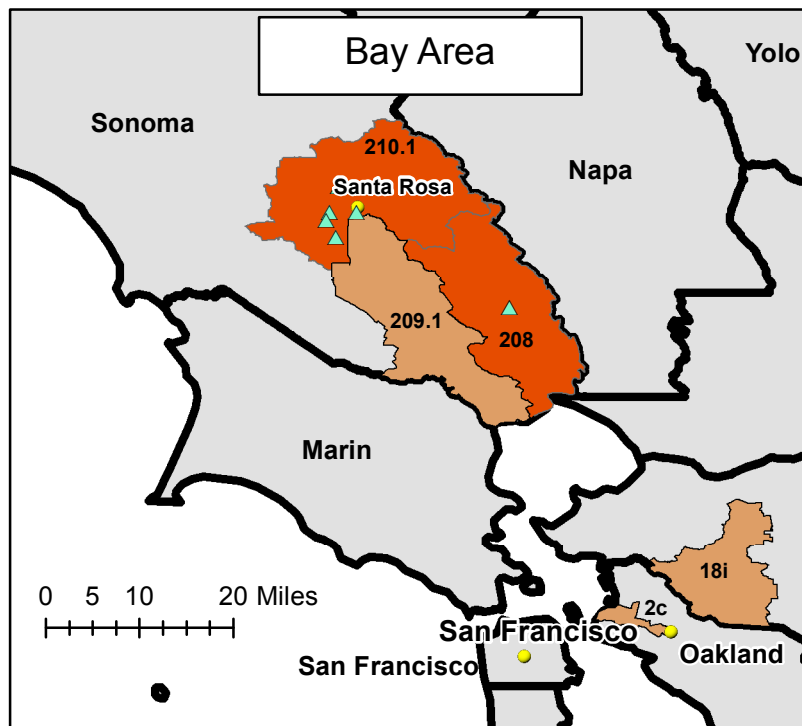 Bay Area
Yolo
Sonoma
210.1
Napa
Santa Rosa
209.1
208
Marin
18i
0 5 10 20 Miles
2c
San Francisco
Oakland
San Francisco